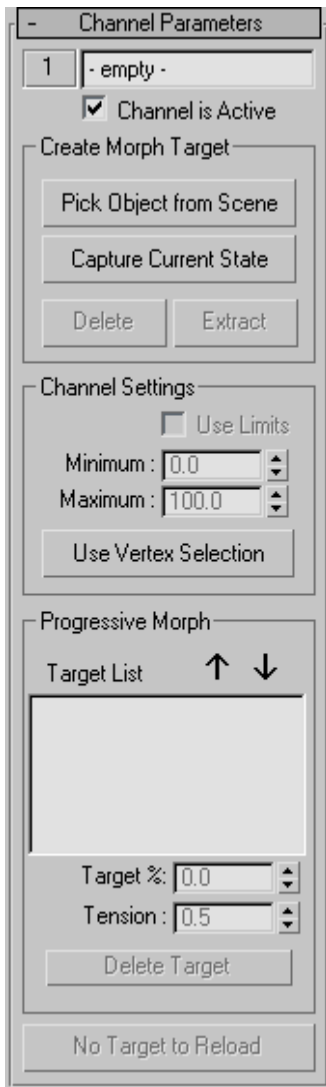 - Channel Parameters
1 - empty -
Channel is Active
Create Morph Target
Pick Object from Scene
Capture Current State
Delete Extract
Channel Settings
Use Limits
Minimum : 0.0
Maximum : 100.0
Use Vertex Selection
Progressive Morph
Target List ↑ ↓
Target %: 0.0
Tension : 0.5
Delete Target
No Target to Reload